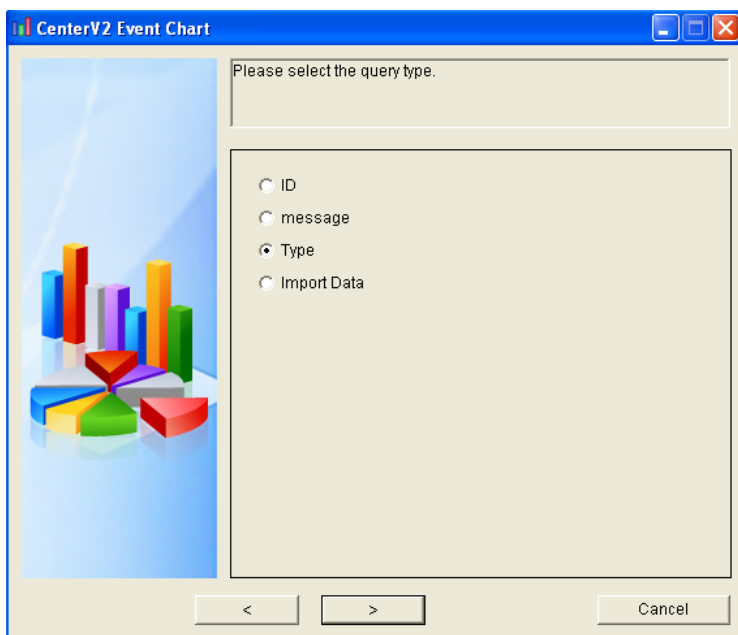 CenterV2 Event Chart
Please select the query type.
ID
message
Type
Import Data
< > Cancel